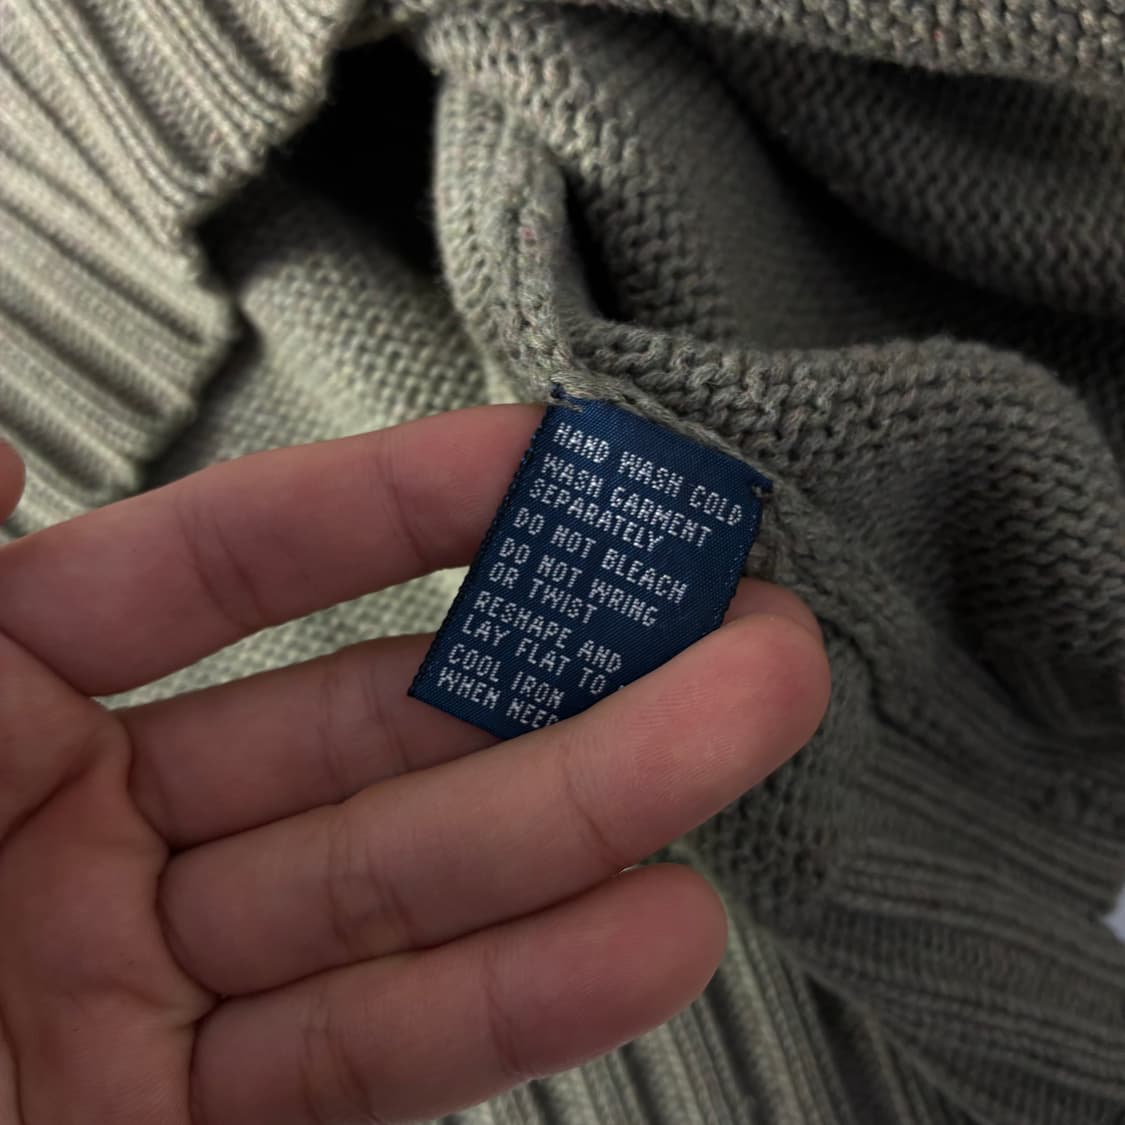 HAND WASH COLD
WASH GARMENT
SEPARATELY
DO NOT BLEACH
DO NOT WRING
OR TWIST
RESHAPE AND
LAY FLAT TO
COOL IRON
WHEN